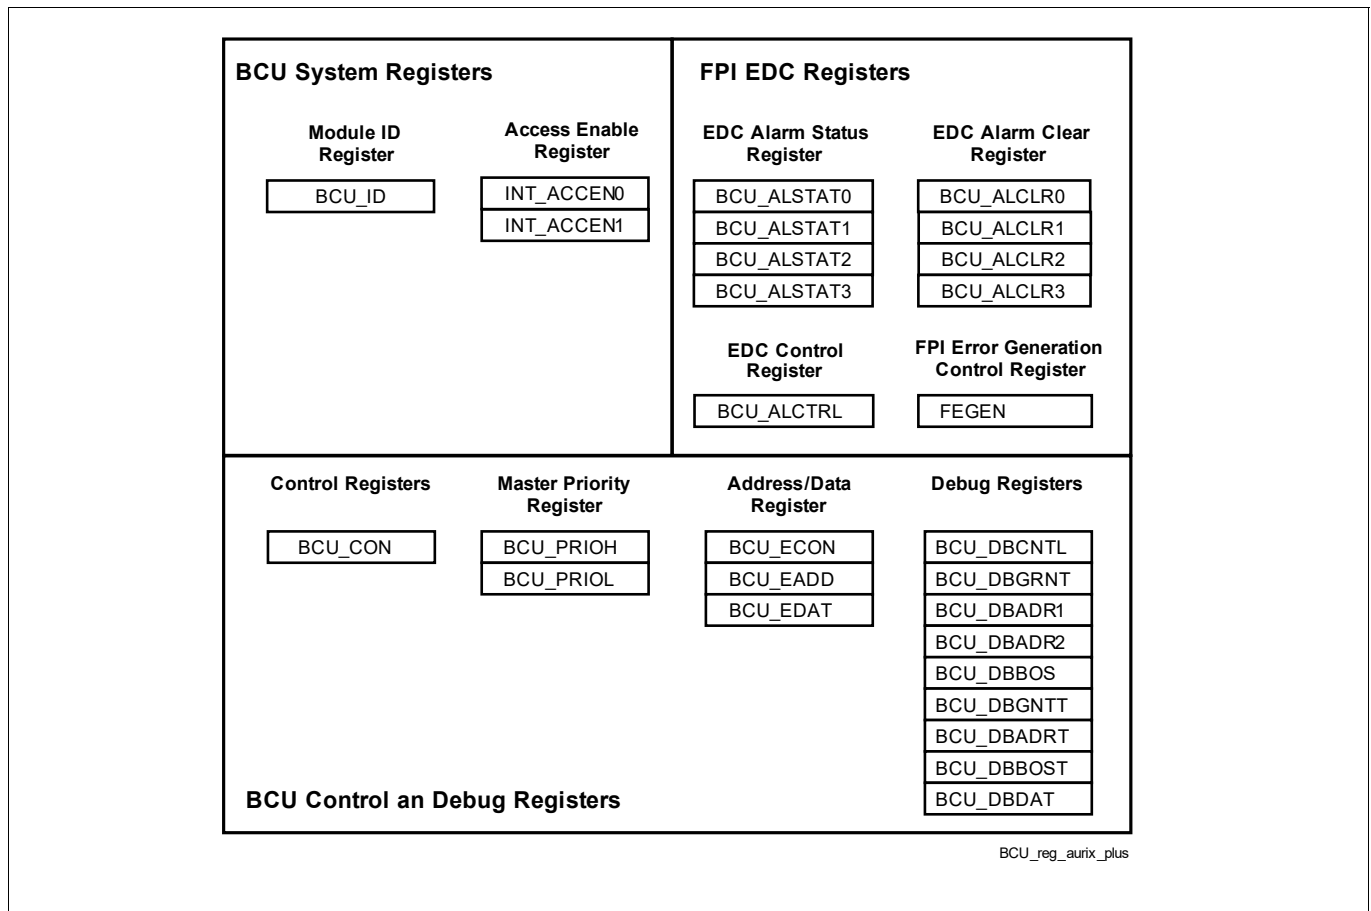 BCU System Registers
Module ID
Register
BCU_ID
Access Enable
Register
INT_ACCEN0
INT_ACCEN1
FPI EDC Registers
EDC Alarm Status
Register
BCU_ALSTAT0
BCU_ALSTAT1
BCU_ALSTAT2
BCU_ALSTAT3
EDC Alarm Clear
Register
BCU_ALCLR0
BCU_ALCLR1
BCU_ALCLR2
BCU_ALCLR3
EDC Control
Register
BCU_ALCTRL
FPI Error Generation
Control Register
FEGEN
Control Registers
BCU_CON
Master Priority
Register
BCU_PRIOH
BCU_PRIOL
Address/Data
Register
BCU_ECON
BCU_EADD
BCU_EDAT
Debug Registers
BCU_DBCNTL
BCU_DBGRNT
BCU_DBADR1
BCU_DBADR2
BCU_DBBOS
BCU_DBGNTT
BCU_DBADRT
BCU_DBBOST
BCU_DBDAT
BCU Control an Debug Registers
BCU_reg_aurix_plus